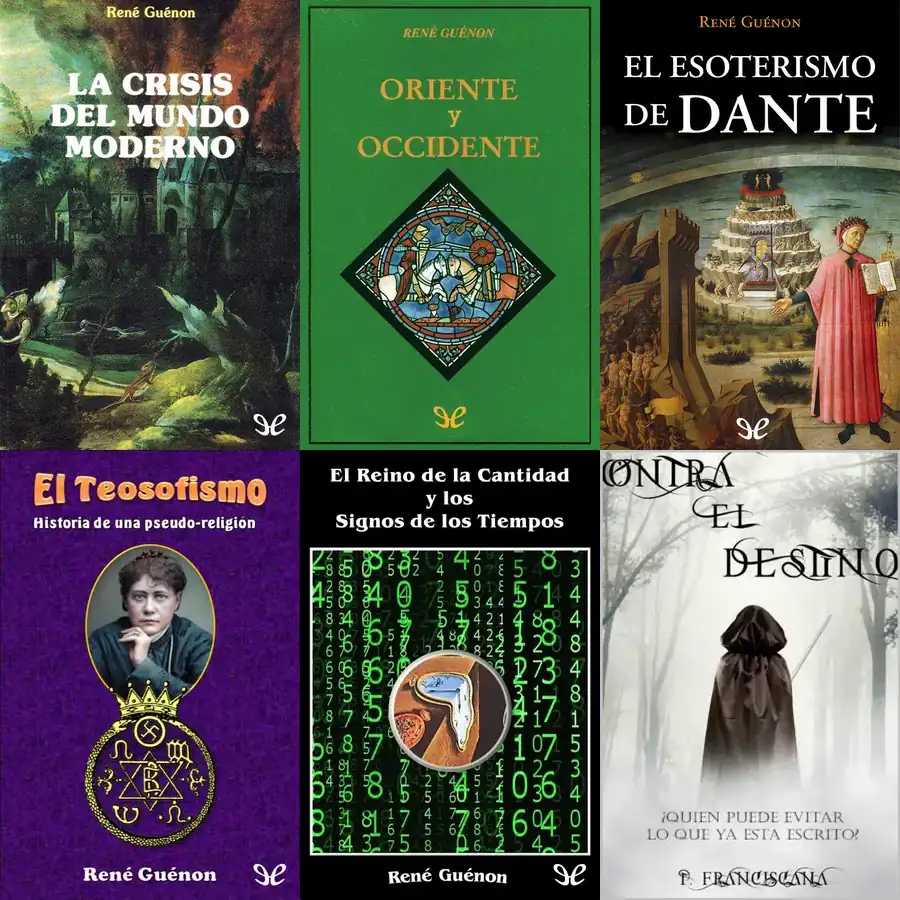 René Guénon
LA CRISIS
DEL MUNDO
MODERNO
RENÉ GUÉNON
ORIENTE
y
OCCIDENTE
RENÉ GUÉNON
EL ESOTERISMO
DE DANTE
El Teosofismo
Historia de una pseudo-religión
René Guénon
El Reino de la Cantidad
y los
Signos de los Tiempos
René Guénon
CONTRA
EL
DESTINO
¿QUIEN PUEDE EVITAR
LO QUE YA ESTA ESCRITO?
P. FRANCISCANA